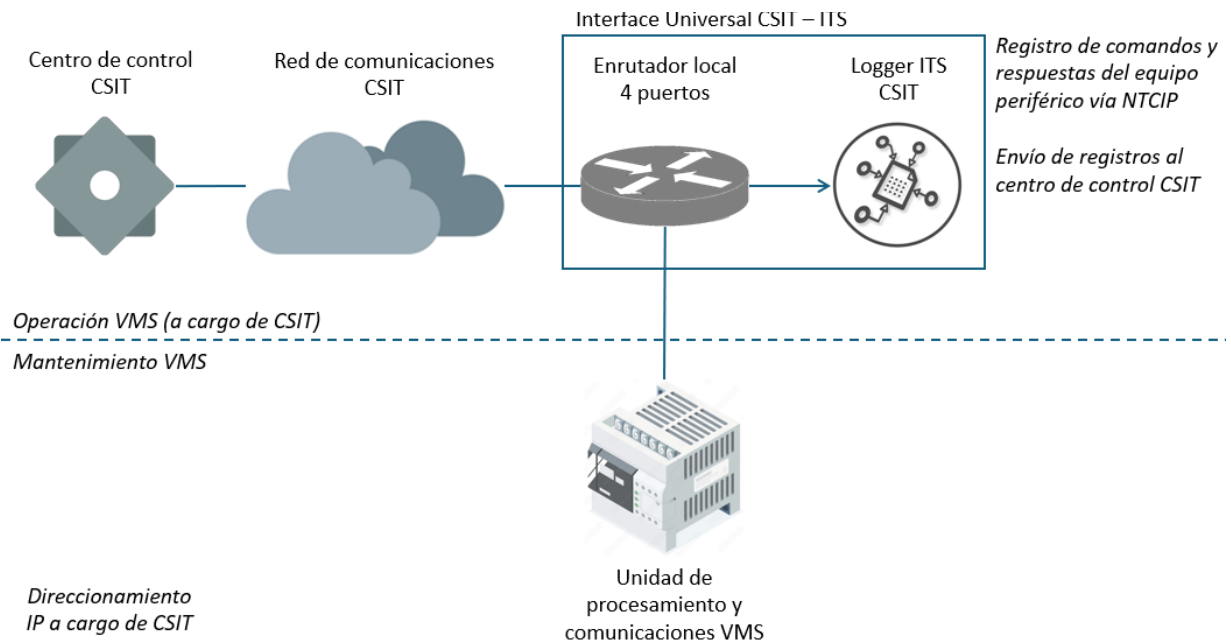 Interface Universal CSIT – ITS
Centro de control
CSIT
Red de comunicaciones
CSIT
Enrutador local
4 puertos
Logger ITS
CSIT
Registro de comandos y
respuestas del equipo
periférico vía NTCIP
Envío de registros al
centro de control CSIT
Operación VMS (a cargo de CSIT)
Mantenimiento VMS
Unidad de
procesamiento y
comunicaciones VMS
Direccionamiento
IP a cargo de CSIT